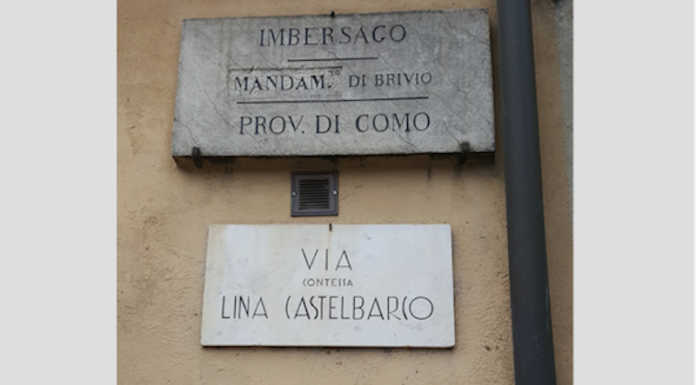 IMBERSAGO
MANDAM.TO DI BRIVIO
PROV. DI COMO
VIA
CONTESSA
LINA CASTELBARCO